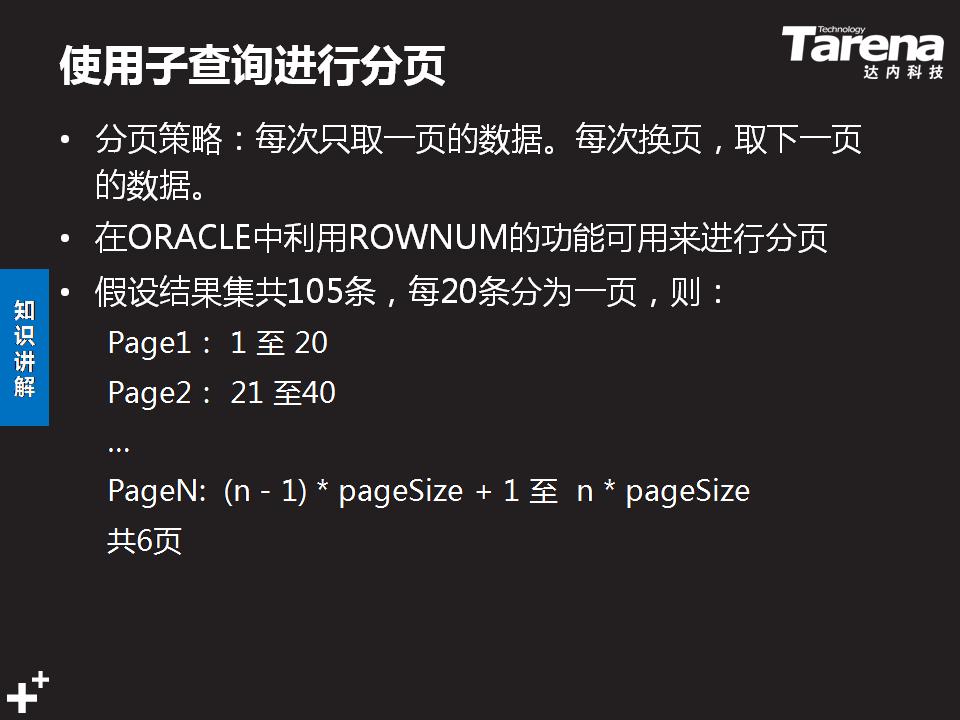 使用子查询进行分页
Technology
Tarena
达内科技
• 分页策略：每次只取一页的数据。每次换页，取下一页
的数据。
• 在ORACLE中利用ROWNUM的功能可用来进行分页
• 假设结果集共105条，每20条分为一页，则：
Page1： 1 至 20
Page2： 21 至40
...
PageN: (n - 1) * pageSize + 1 至 n * pageSize
共6页
知识讲解